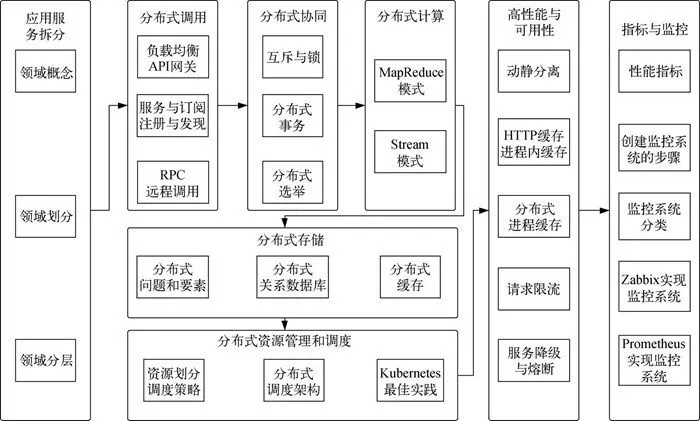 应用服
务拆分
领域概念
领域划分
领域分层
分布式调用
负载均衡
API网关
服务与订阅
注册与发现
RPC
远程调用
分布式协同
互斥与锁
分布式
事务
分布式
选举
分布式计算
MapReduce
模式
Stream
模式
分布式存储
分布式
问题和要素
分布式
关系数据库
分布式
缓存
分布式资源管理和调度
资源划分
调度策略
分布式
调度架构
Kubernetes
最佳实践
高性能与
可用性
动静分离
HTTP缓存
进程内缓存
分布式
进程缓存
请求限流
服务降级
与熔断
指标与监控
性能指标
创建监控系
统的步骤
监控系统
分类
Zabbix实现
监控系统
Prometheus
实现监控
系统